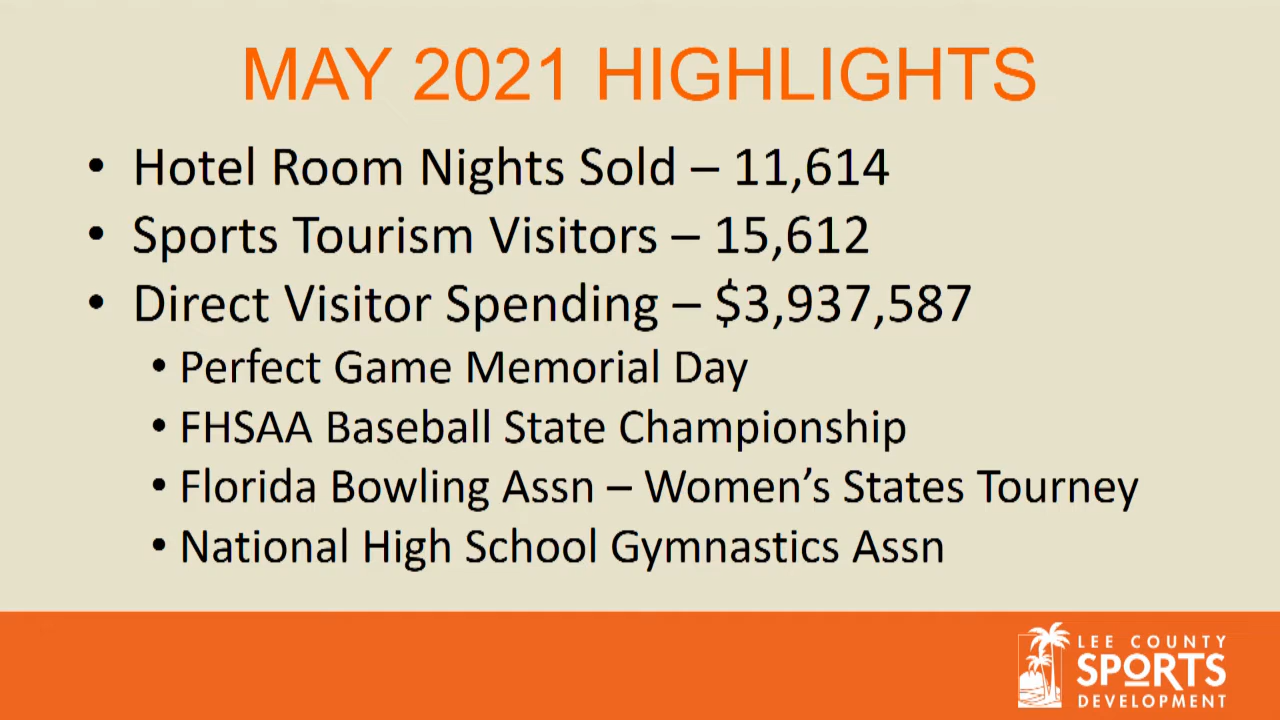 MAY 2021 HIGHLIGHTS
• Hotel Room Nights Sold – 11,614
• Sports Tourism Visitors – 15,612
• Direct Visitor Spending – $3,937,587
• Perfect Game Memorial Day
• FHSAA Baseball State Championship
• Florida Bowling Assn – Women’s States Tourney
• National High School Gymnastics Assn
LEE COUNTY
SPORTS
DEVELOPMENT